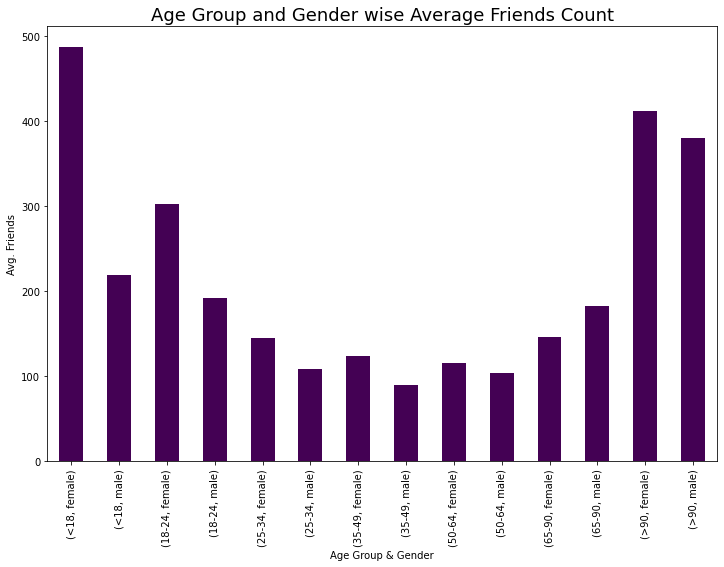 Age Group and Gender wise Average Friends Count
500
400
300
200
100
0
Avg. Friends
(<18, female)
(<18, male)
(18-24, female)
(18-24, male)
(25-34, female)
(25-34, male)
(35-49, female)
(35-49, male)
(50-64, female)
(50-64, male)
(65-90, female)
(65-90, male)
(>90, female)
(>90, male)
Age Group & Gender